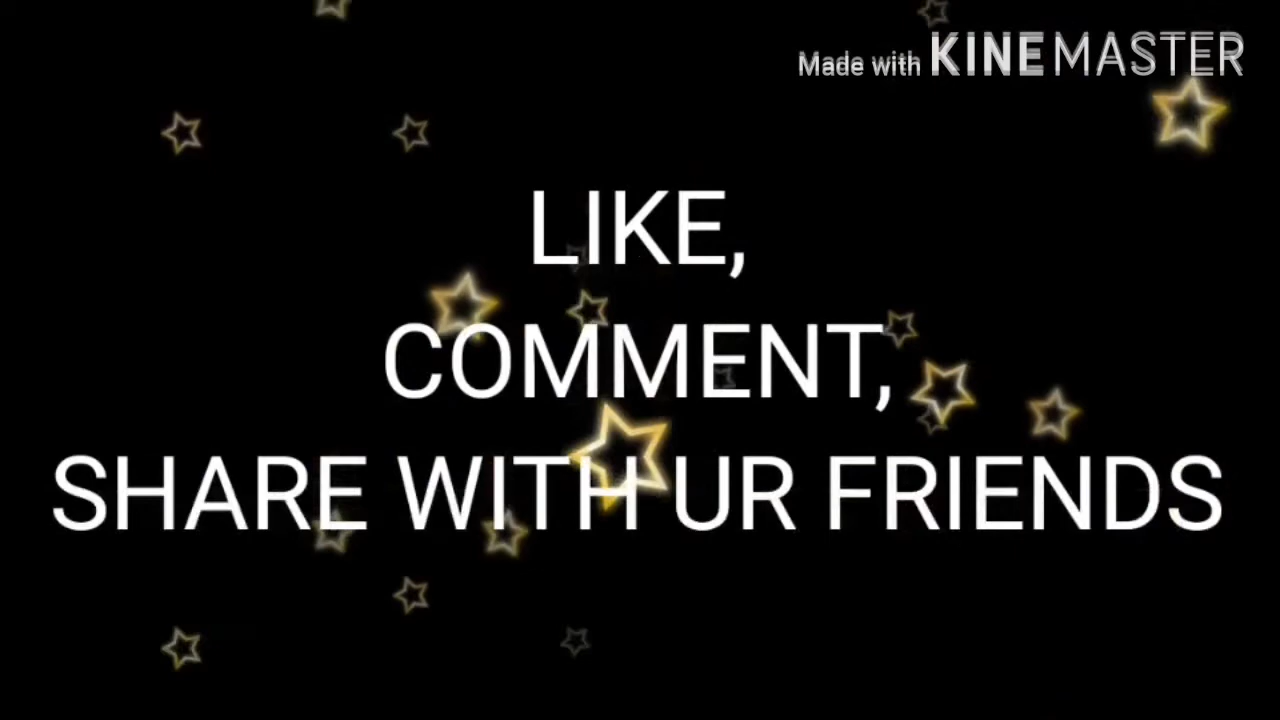 Made with KINEMASTER
LIKE,
COMMENT,
SHARE WITH UR FRIENDS